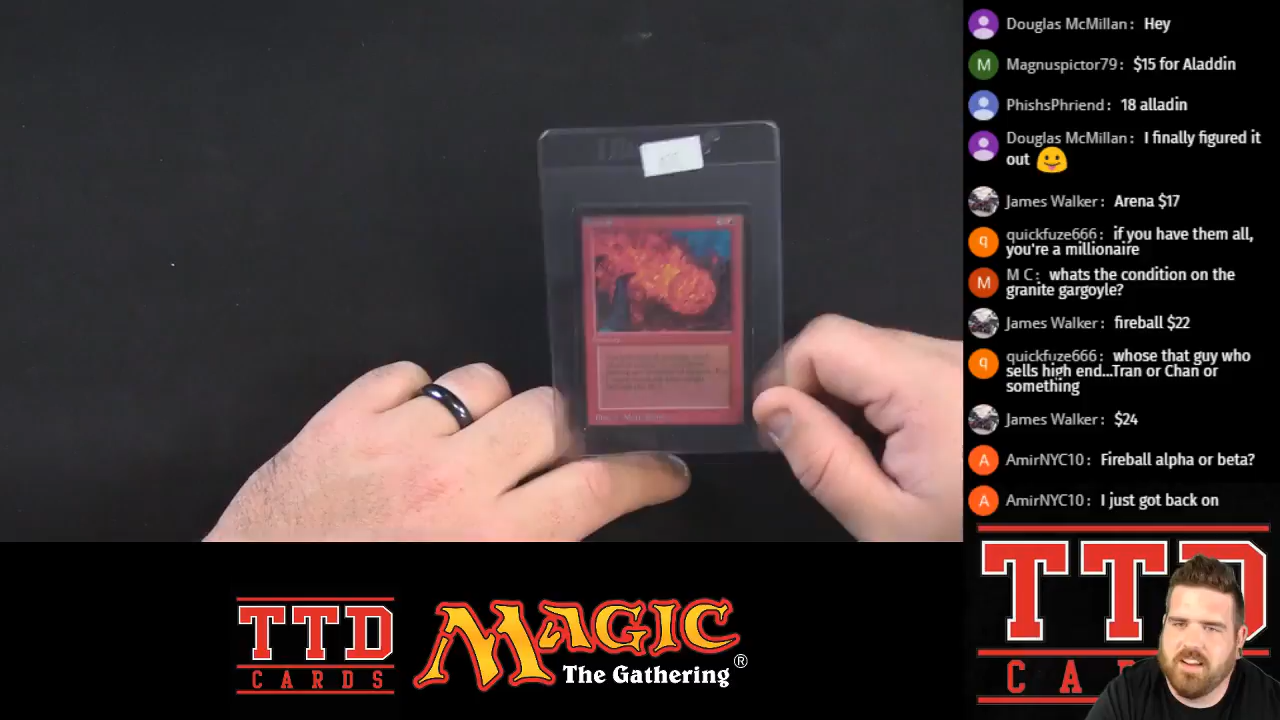 Douglas McMillan: Hey
Magnuspictor79: $15 for Aladdin
PhishsPhriend: 18 alladin
Douglas McMillan: I finally figured it
out
James Walker: Arena $17
quickfuze666: if you have them all,
you're a millionaire
M C: whats the condition on the
granite gargoyle?
James Walker: fireball $22
quickfuze666: whose that guy who
sells high end...Tran or Chan or
something
James Walker: $24
AmirNYC10: Fireball alpha or beta?
AmirNYC10: I just got back on
TTD
CARDS
MAGIC
The Gathering®
TTD
CA